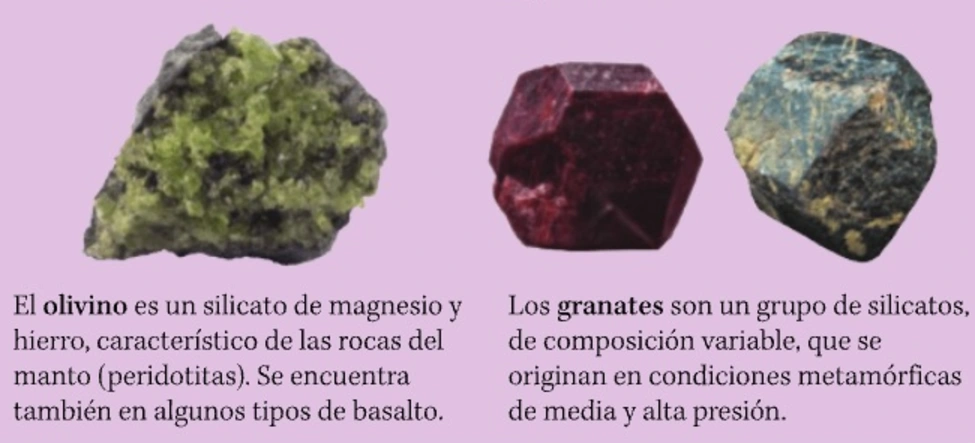 El olivino es un silicato de magnesio y
hierro, característico de las rocas del
manto (peridotitas). Se encuentra
también en algunos tipos de basalto.
Los granates son un grupo de silicatos,
de composición variable, que se
originan en condiciones metamórficas
de media y alta presión.